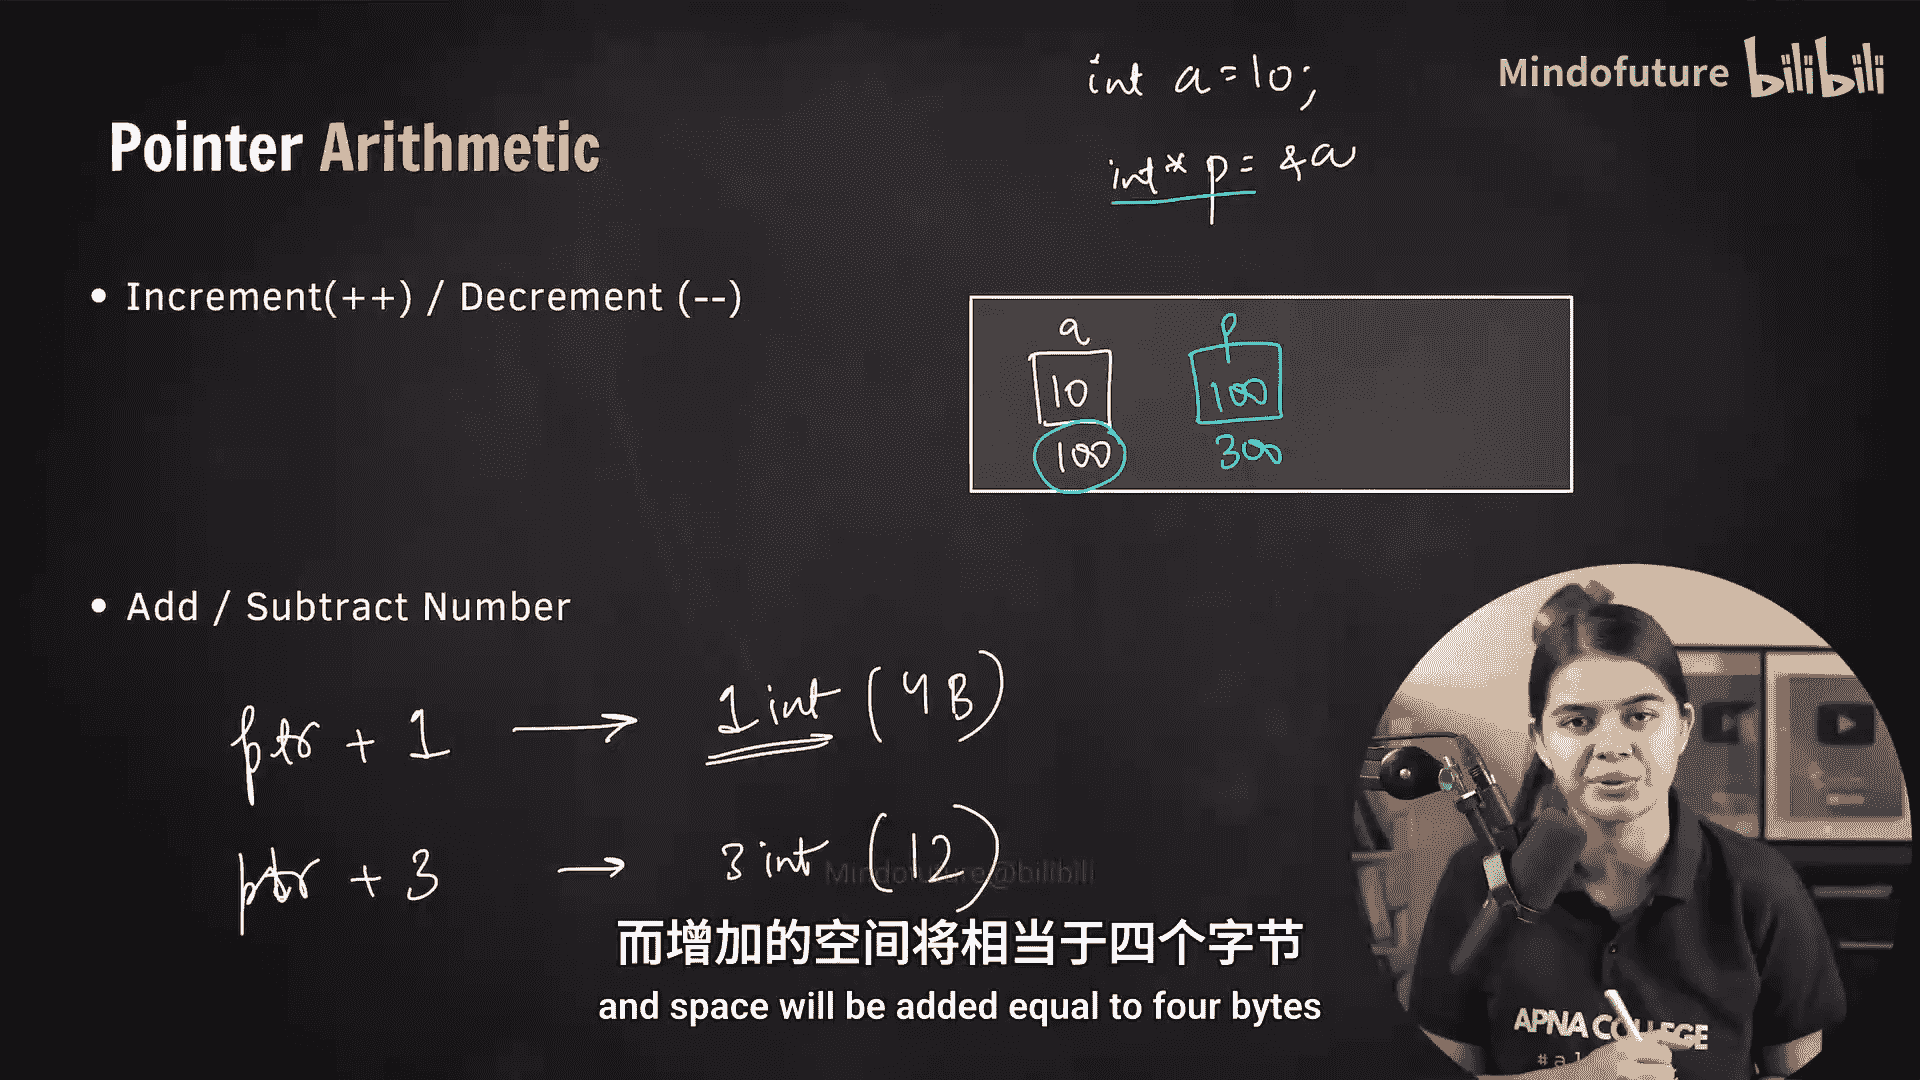 Mindofuture bilibili
int a=10;
int* p= &a
Pointer Arithmetic
• Increment(++) / Decrement (--)
a
p
10
100
100
300
• Add / Subtract Number
ptr + 1 → 1 int (4B)
ptr + 3 → 3 int (12)
Mindofuture@bilibili
而增加的空间将相当于四个字节
and space will be added equal to four bytes
APNA COLLEGE